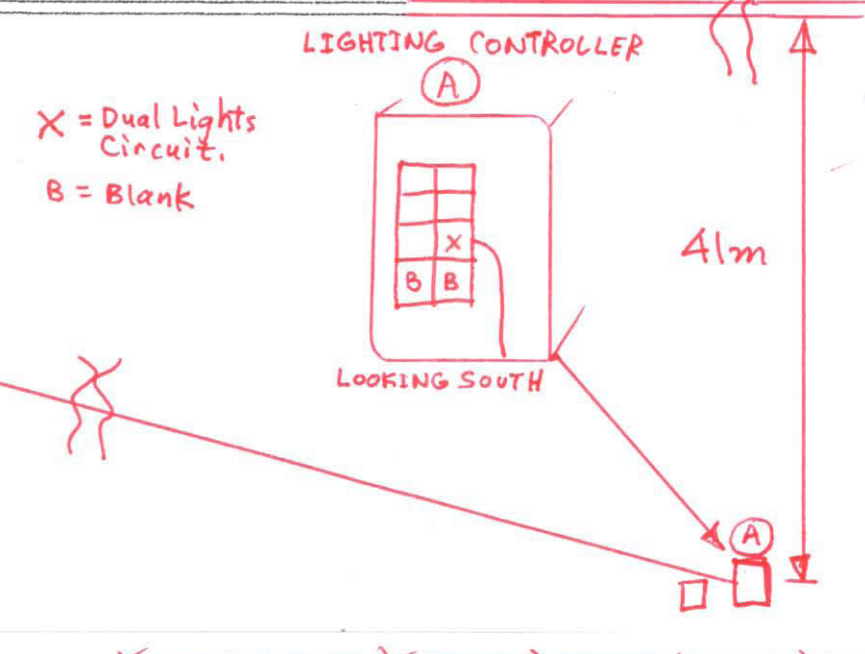 LIGHTING CONTROLLER
A
X = Dual Lights
Circuit.
B = Blank
X
B B
41m
LOOKING SOUTH
A